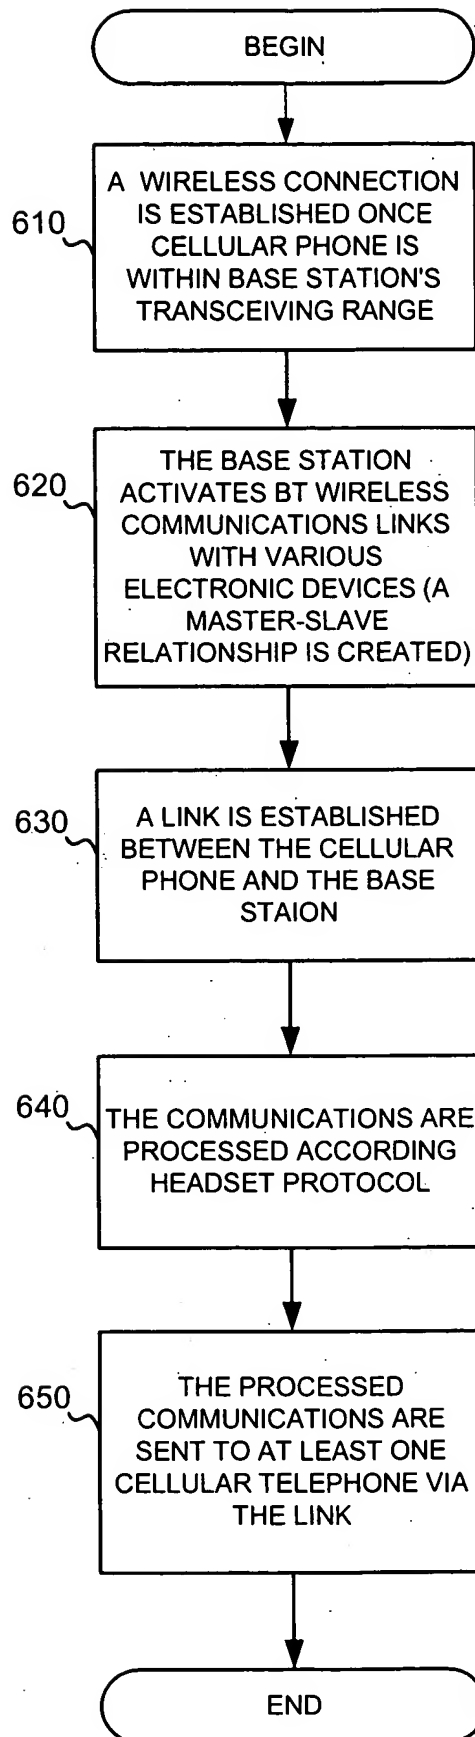 BEGIN
610
A WIRELESS CONNECTION
IS ESTABLISHED ONCE
CELLULAR PHONE IS
WITHIN BASE STATION'S
TRANSCEIVING RANGE
620
THE BASE STATION
ACTIVATES BT WIRELESS
COMMUNICATIONS LINKS
WITH VARIOUS
ELECTRONIC DEVICES (A
MASTER-SLAVE
RELATIONSHIP IS CREATED)
630
A LINK IS ESTABLISHED
BETWEEN THE CELLULAR
PHONE AND THE BASE
STAION
640
THE COMMUNICATIONS ARE
PROCESSED ACCORDING
HEADSET PROTOCOL
650
THE PROCESSED
COMMUNICATIONS ARE
SENT TO AT LEAST ONE
CELLULAR TELEPHONE VIA
THE LINK
END